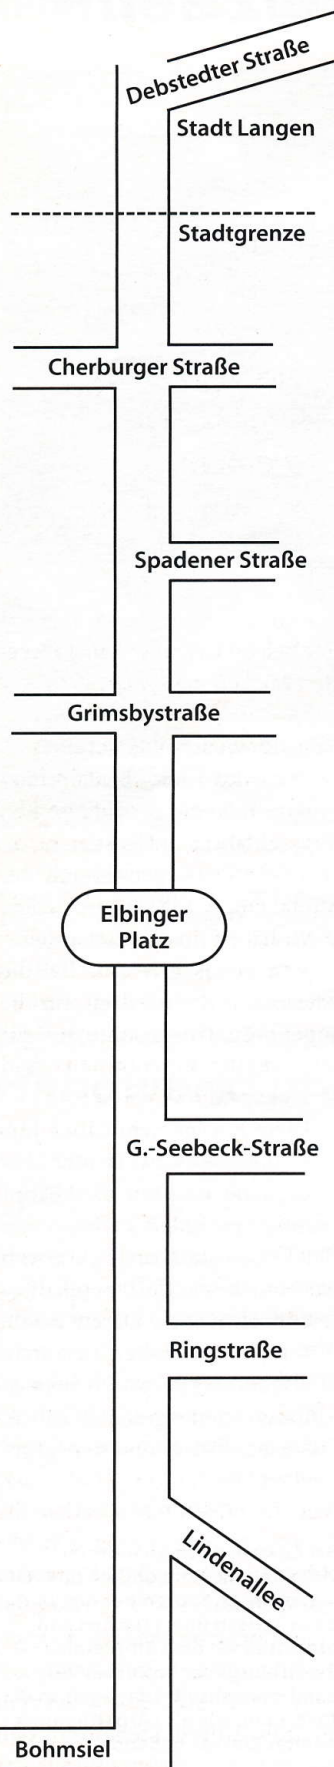 Debstedter Straße
Stadt Langen
Stadtgrenze
Cherburger Straße
Spadener Straße
Grimsbystraße
Elbinger
Platz
G.-Seebeck-Straße
Ringstraße
Lindenallee
Bohmsiel